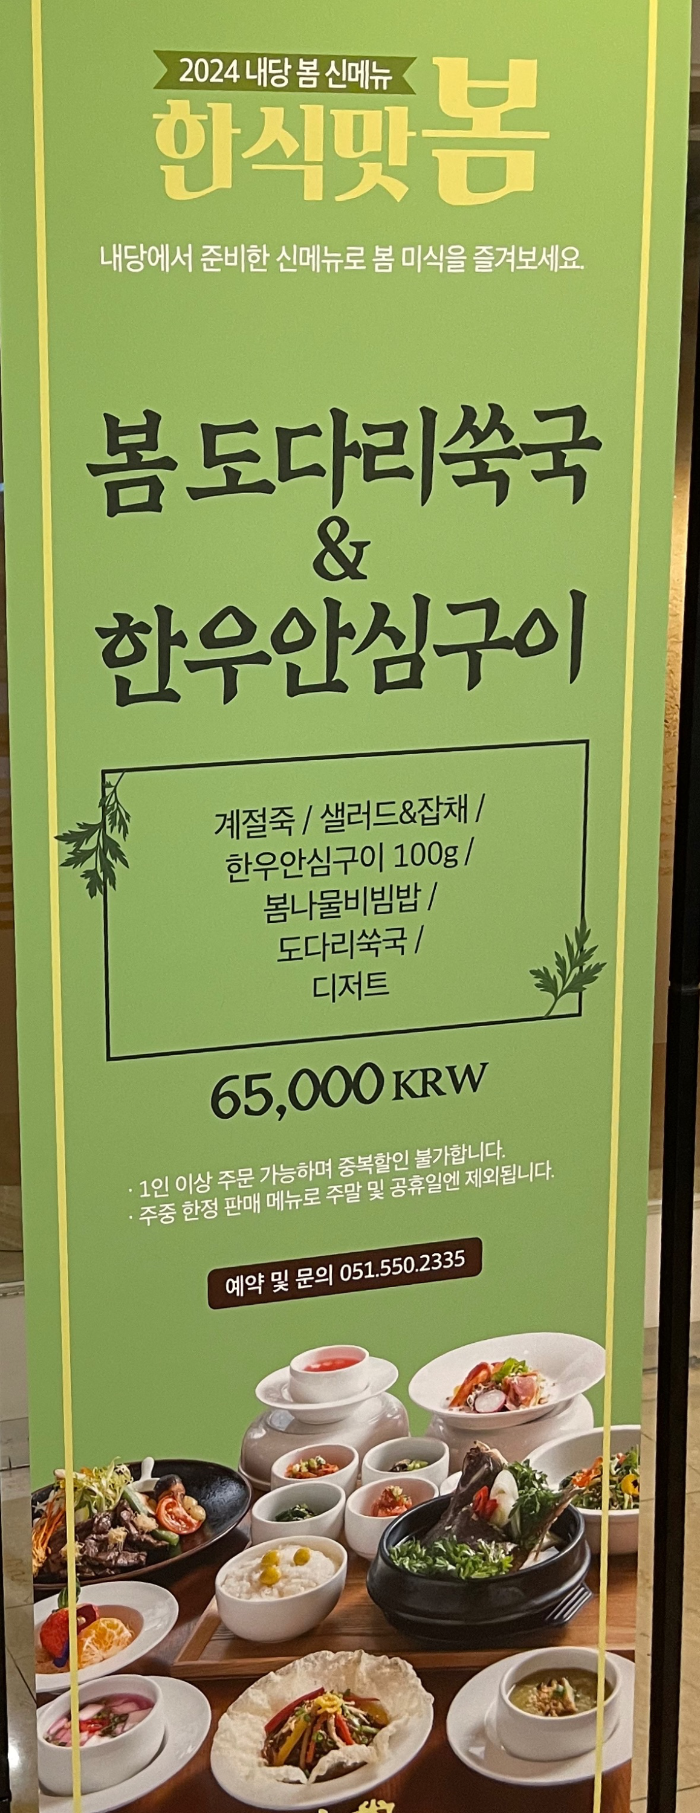 2024 내당 봄 신메뉴
한식맛봄
내당에서 준비한 신메뉴로 봄 미식을 즐겨보세요.
봄 도다리쑥국
&
한우안심구이
계절죽 / 샐러드&잡채 /
한우안심구이 100g /
봄나물비빔밥 /
도다리쑥국 /
디저트
65,000 KRW
· 1인 이상 주문 가능하며 중복할인 불가합니다.
· 주중 한정 판매 메뉴로 주말 및 공휴일엔 제외됩니다.
예약 및 문의 051.550.2335